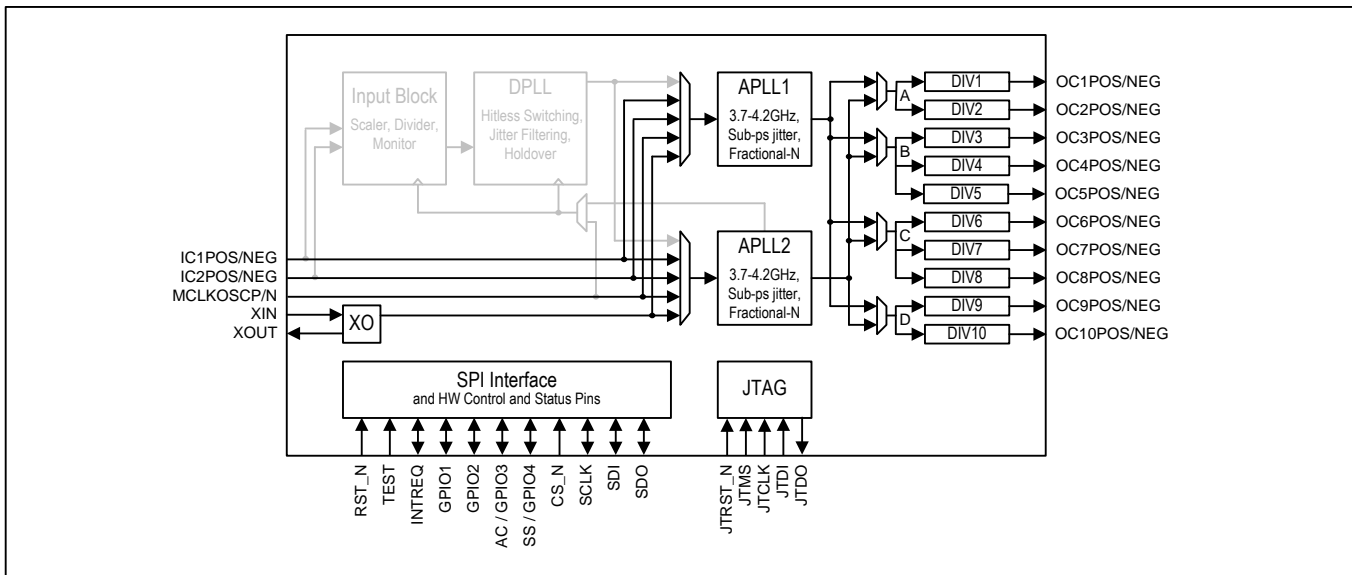 Input Block
Scaler, Divider,
Monitor
DPLL
Hitless Switching,
Jitter Filtering,
Holdover
APLL1
3.7-4.2GHz,
Sub-ps jitter,
Fractional-N
APLL2
3.7-4.2GHz,
Sub-ps jitter,
Fractional-N
A
B
C
D
DIV1
DIV2
DIV3
DIV4
DIV5
DIV6
DIV7
DIV8
DIV9
DIV10
OC1POS/NEG
OC2POS/NEG
OC3POS/NEG
OC4POS/NEG
OC5POS/NEG
OC6POS/NEG
OC7POS/NEG
OC8POS/NEG
OC9POS/NEG
OC10POS/NEG
IC1POS/NEG
IC2POS/NEG
MCLKOSCP/N
XIN
XOUT
XO
SPI Interface
and HW Control and Status Pins
JTAG
RST_N
TEST
INTREQ
GPIO1
GPIO2
AC / GPIO3
SS / GPIO4
CS_N
SCLK
SDI
SDO
JTRST_N
JTMS
JTCLK
JTDI
JTDO